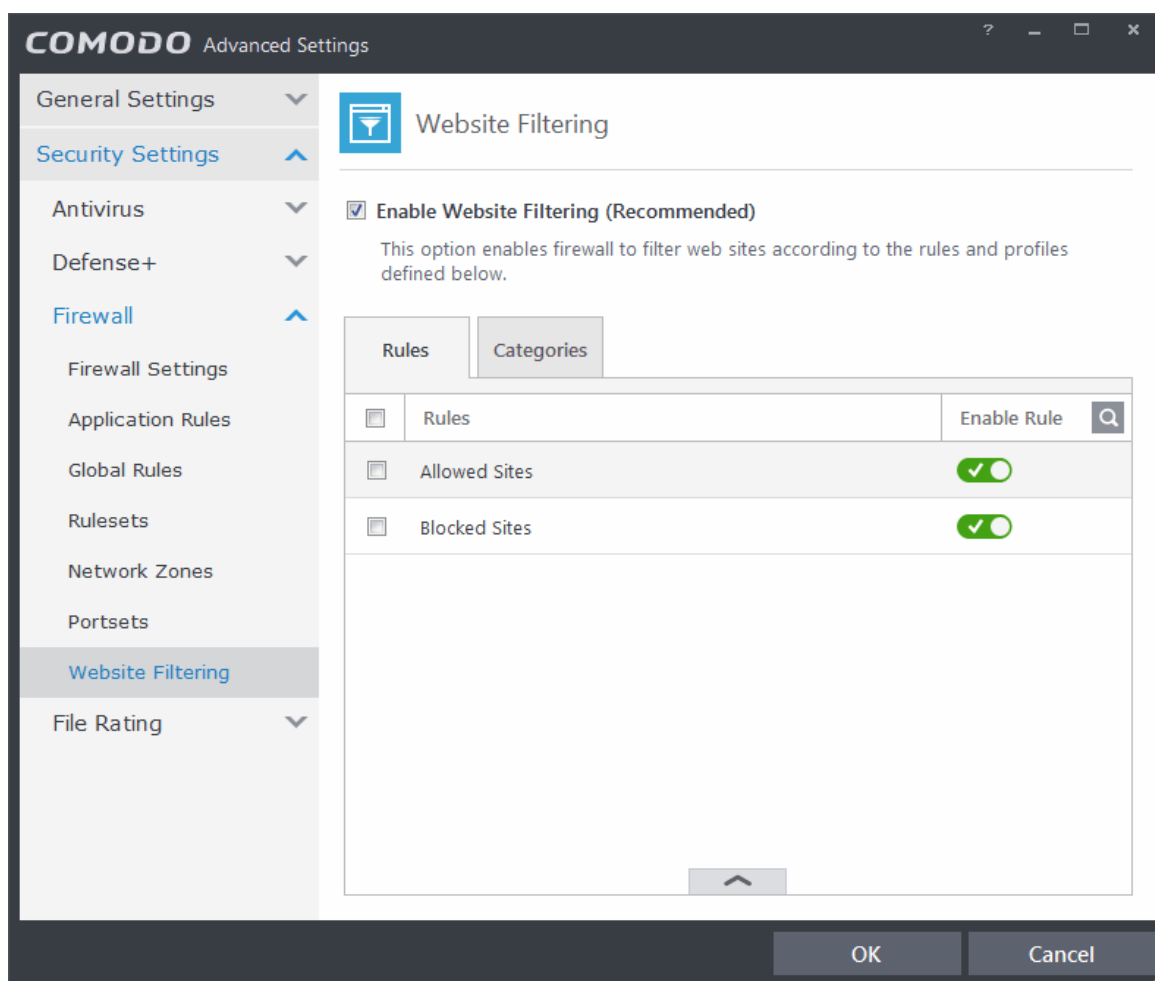 COMODO Advanced Settings
General Settings
Security Settings
Antivirus
Defense+
Firewall
Firewall Settings
Application Rules
Global Rules
Rulesets
Network Zones
Portsets
Website Filtering
File Rating
Website Filtering
Enable Website Filtering (Recommended)
This option enables firewall to filter web sites according to the rules and profiles
defined below.
Rules
Categories
Rules
Enable Rule
Allowed Sites
Blocked Sites
OK
Cancel